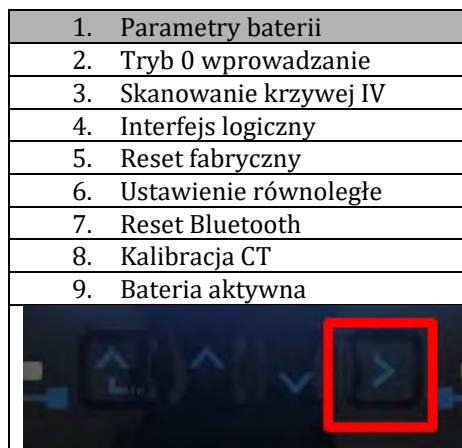 1. Parametry baterii
2. Tryb 0 wprowadzanie
3. Skanowanie krzywej IV
4. Interfejs logiczny
5. Reset fabryczny
6. Ustawienie równoległe
7. Reset Bluetooth
8. Kalibracja CT
9. Bateria aktywna